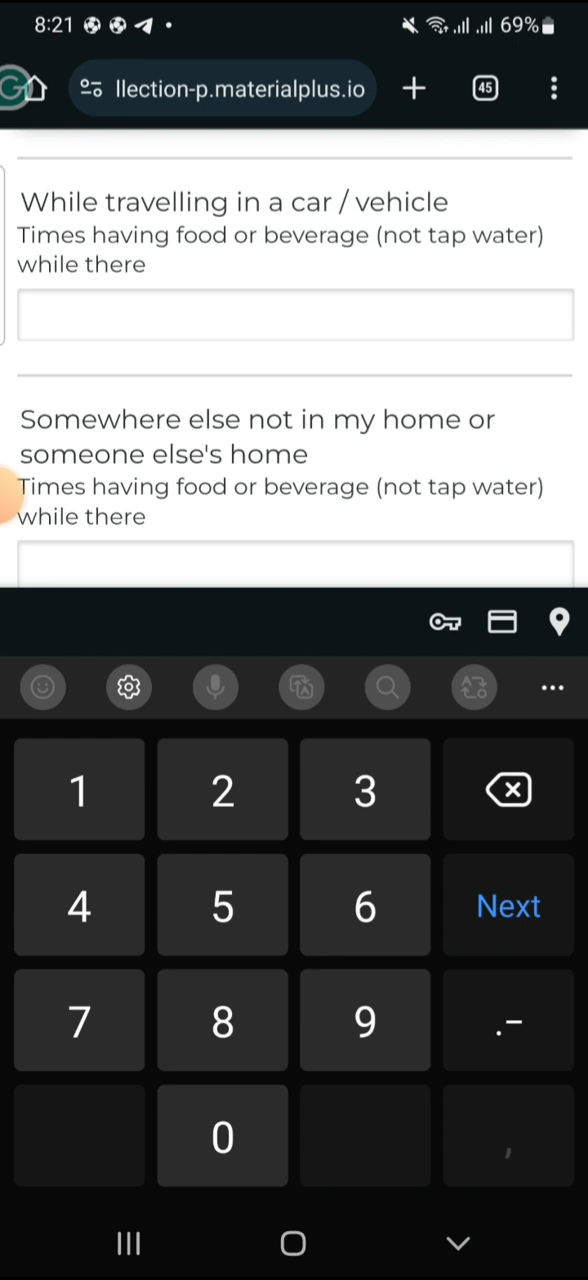 8:21
69%
llection-p.materialplus.io
45
While travelling in a car / vehicle
Times having food or beverage (not tap water)
while there
Somewhere else not in my home or
someone else's home
Times having food or beverage (not tap water)
while there
1 2 3
4 5 6 Next
7 8 9 .-
0 ,